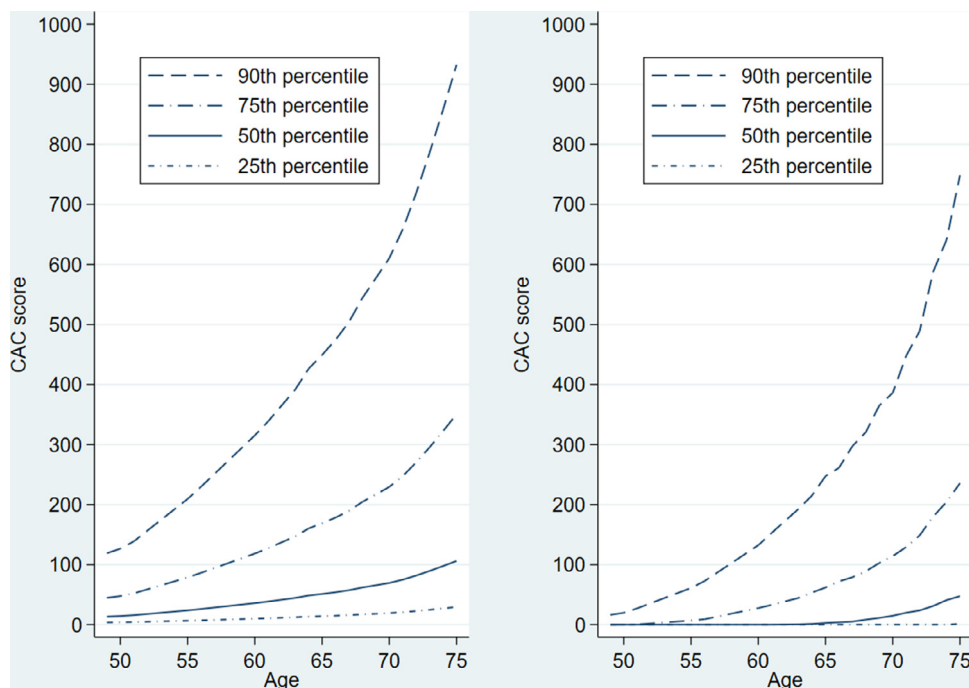 1000
900
800
700
600
500
400
300
200
100
0
CAC score
90th percentile
75th percentile
50th percentile
25th percentile
50 55 60 65 70 75
Age
1000
900
800
700
600
500
400
300
200
100
0
CAC score
90th percentile
75th percentile
50th percentile
25th percentile
50 55 60 65 70 75
Age